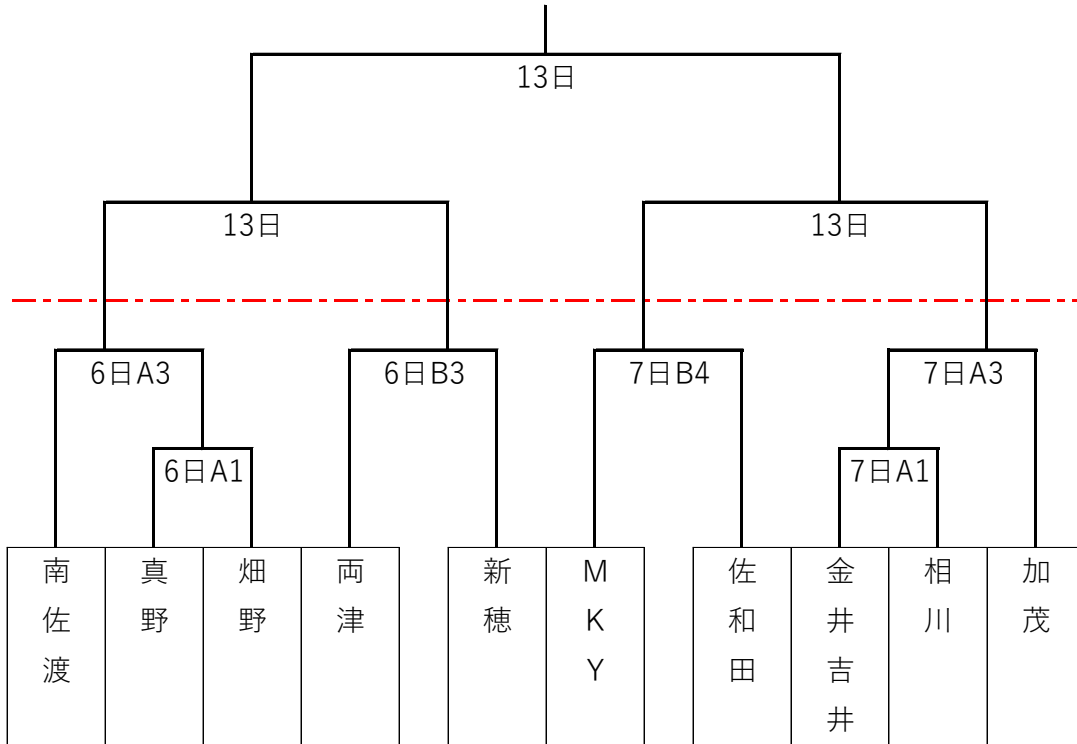 13日
13日
13日
6日A3
6日B3
7日B4
7日A3
6日A1
7日A1
南佐渡
真野
畑野
両津
新穂
MKY
佐和田
金井吉井
相川
加茂